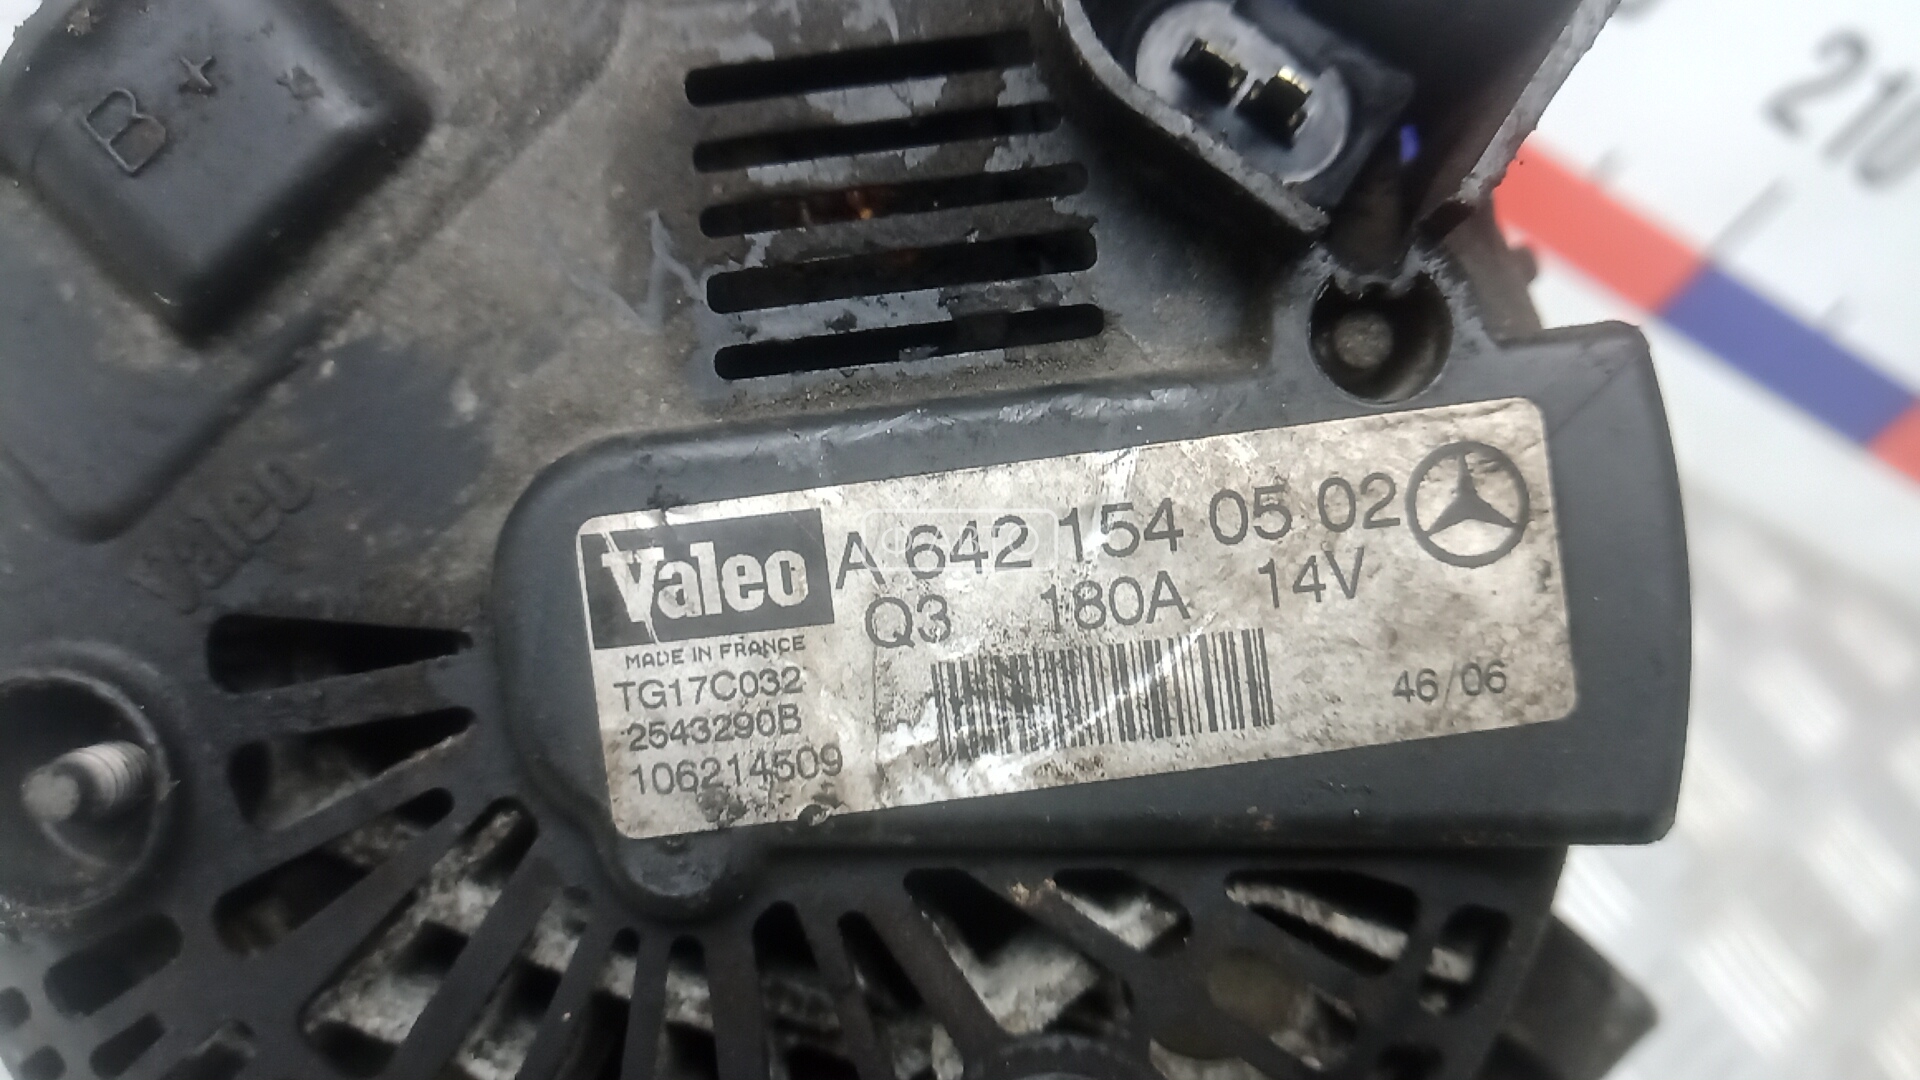 B+
210
Valeo
Valeo A 642 154 05 02
Q3 180A 14V
MADE IN FRANCE
TG17C032
2543290B
106214509
46/06